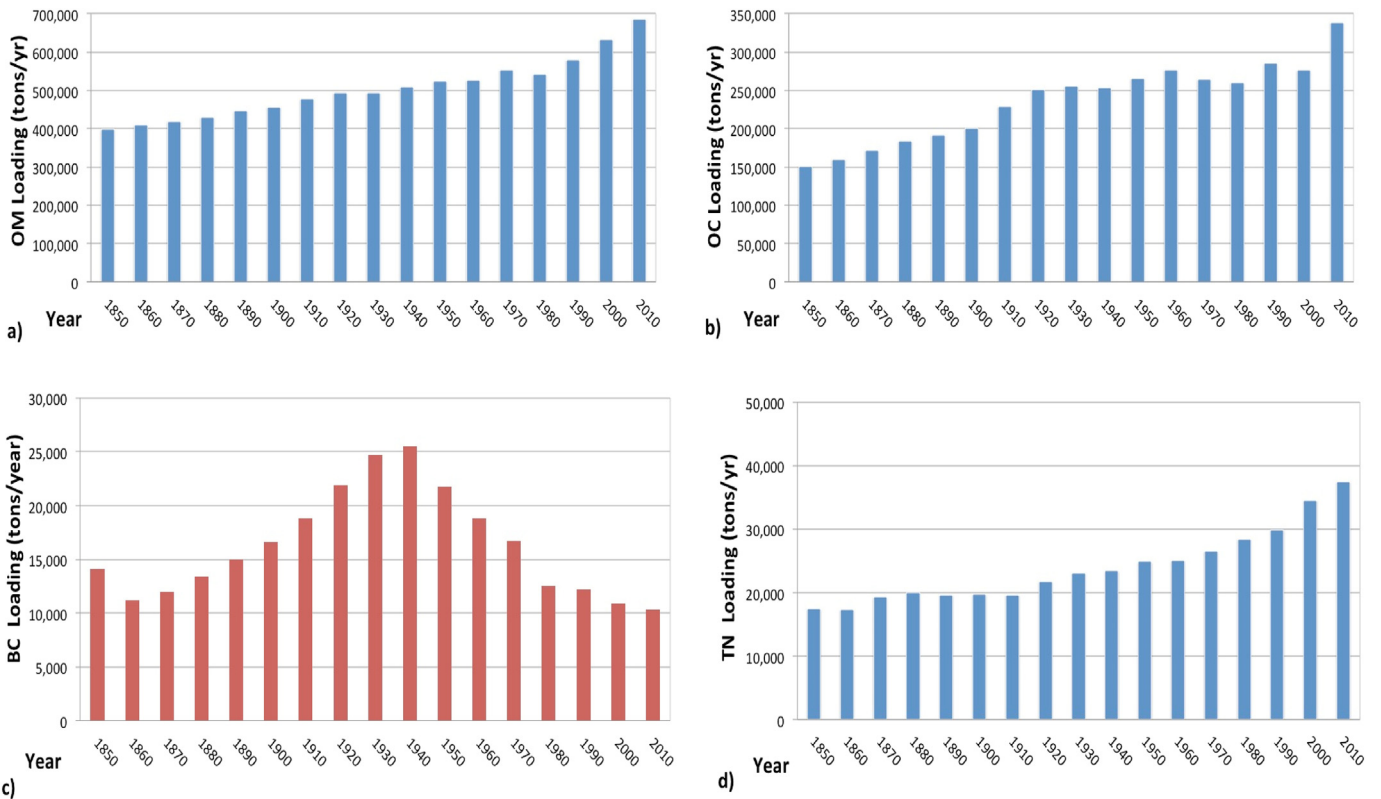 OM Loading (tons/yr)
700,000
600,000
500,000
400,000
300,000
200,000
100,000
0
1850 1860 1870 1880 1890 1900 1910 1920 1930 1940 1950 1960 1970 1980 1990 2000 2010
Year
a)
OC Loading (tons/yr)
350,000
300,000
250,000
200,000
150,000
100,000
50,000
0
1850 1860 1870 1880 1890 1900 1910 1920 1930 1940 1950 1960 1970 1980 1990 2000 2010
Year
b)
BC Loading (tons/year)
30,000
25,000
20,000
15,000
10,000
5,000
0
1850 1860 1870 1880 1890 1900 1910 1920 1930 1940 1950 1960 1970 1980 1990 2000 2010
Year
c)
TN Loading (tons/yr)
50,000
40,000
30,000
20,000
10,000
0
1850 1860 1870 1880 1890 1900 1910 1920 1930 1940 1950 1960 1970 1980 1990 2000 2010
Year
d)